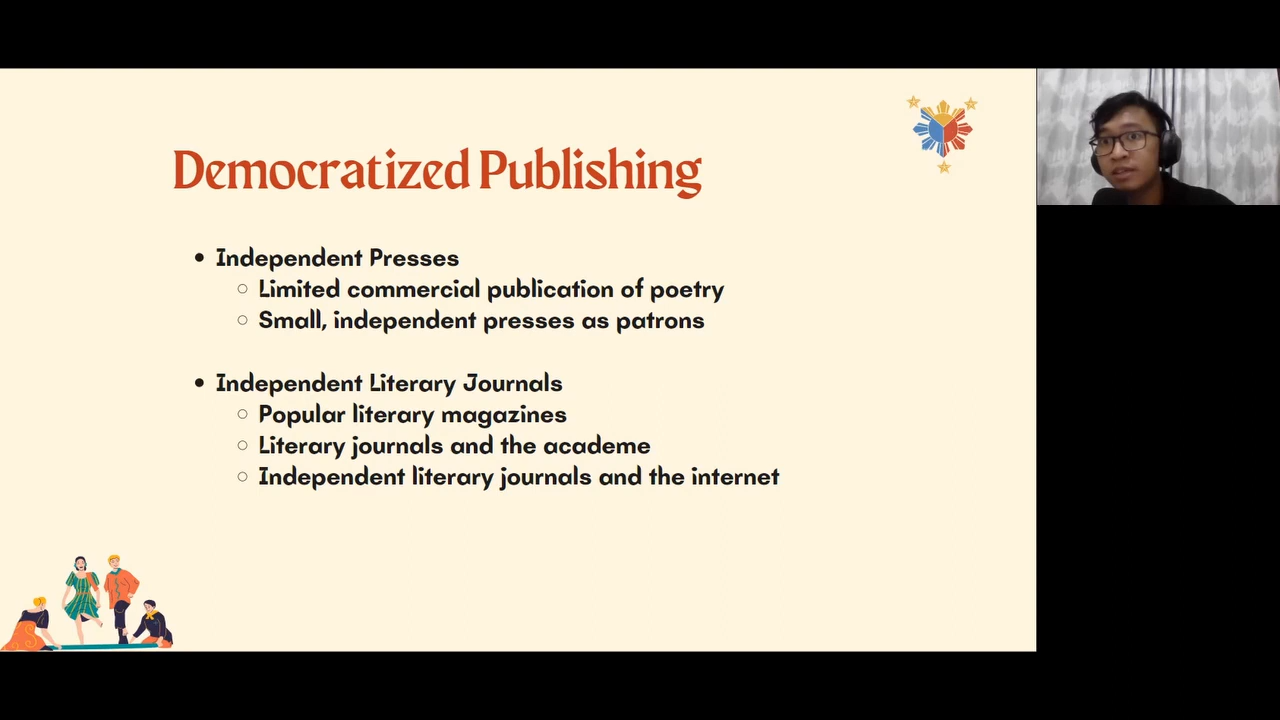 Democratized Publishing
Independent Presses
Limited commercial publication of poetry
Small, independent presses as patrons
Independent Literary Journals
Popular literary magazines
Literary journals and the academe
Independent literary journals and the internet